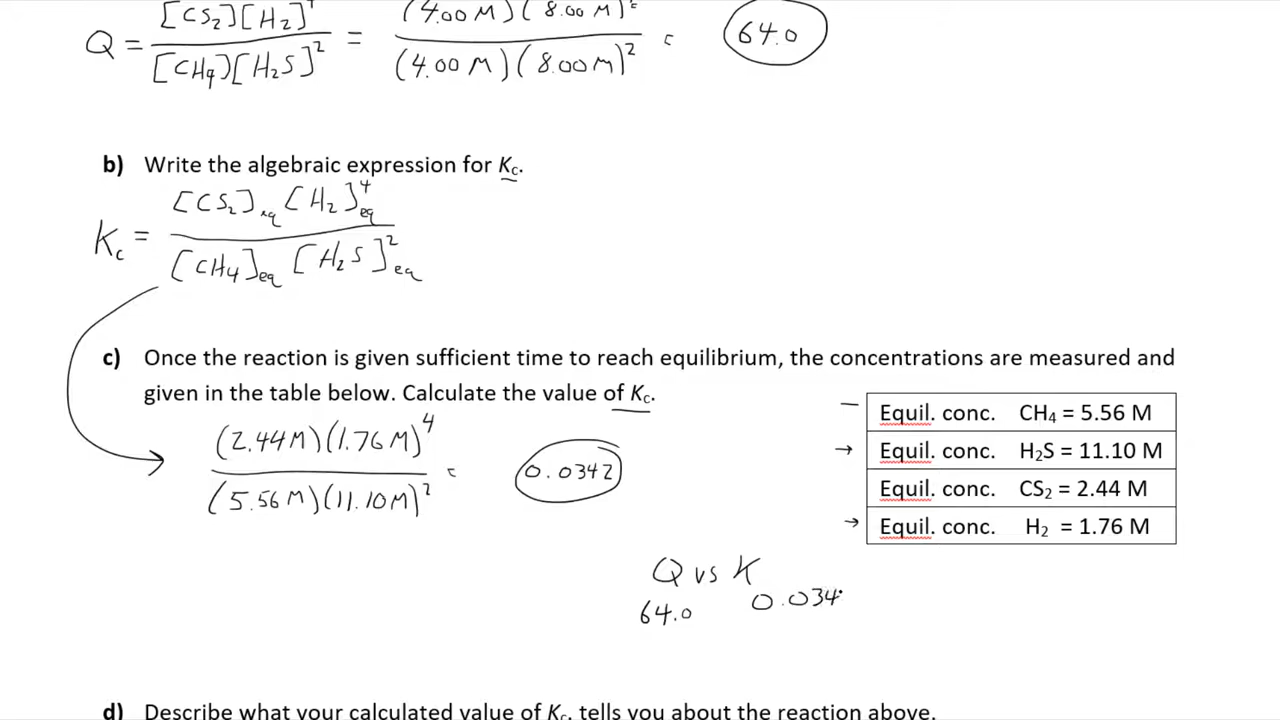 Q = [CS₂][H₂]⁴ / [CH₄][H₂S]² = (4.00 M)(8.00 M) / (4.00 M)(8.00 M)² = 64.0
b) Write the algebraic expression for Kc.
Kc = [CS₂]eq [H₂]⁴eq / [CH₄]eq [H₂S]²eq
c) Once the reaction is given sufficient time to reach equilibrium, the concentrations are measured and
given in the table below. Calculate the value of Kc.
(2.44M)(1.76 M)⁴ / (5.56 M)(11.10M)² = 0.0342
Equil. conc. CH₄ = 5.56 M
→ Equil. conc. H₂S = 11.10 M
Equil. conc. CS₂ = 2.44 M
→ Equil. conc. H₂ = 1.76 M
Q vs K
64.0 0.034
d) Describe what your calculated value of Kc, tells you about the reaction above.